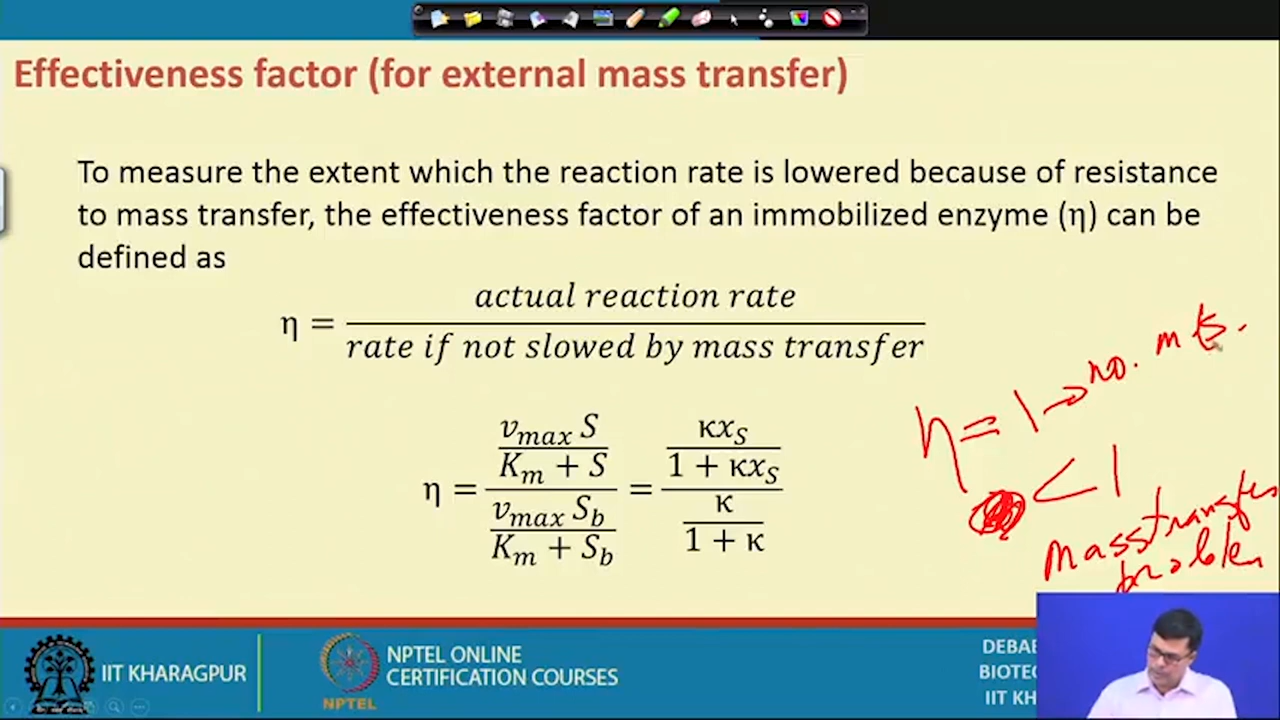 Effectiveness factor (for external mass transfer)
To measure the extent which the reaction rate is lowered because of resistance
to mass transfer, the effectiveness factor of an immobilized enzyme (η) can be
defined as
η = actual reaction rate / rate if not slowed by mass transfer
η = (v_max S / (K_m + S)) / (v_max S_b / (K_m + S_b)) = (κx_S / (1 + κx_S)) / (κ / (1 + κ))
η = 1 → no. m
< 1
mass transfer
problem
IIT KHARAGPUR
NPTEL
NPTEL ONLINE
CERTIFICATION COURSES
IIT KH